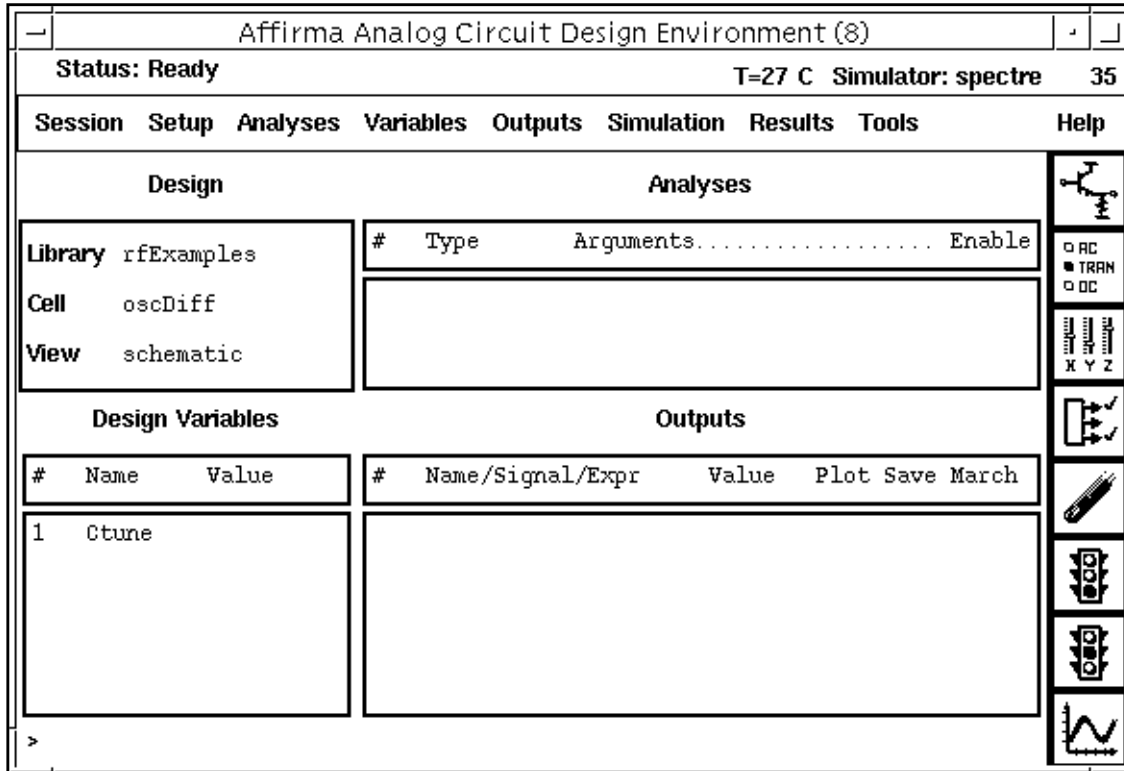 Affirma Analog Circuit Design Environment (8)
Status: Ready
T=27 C Simulator: spectre 35
Session Setup Analyses Variables Outputs Simulation Results Tools Help
Design
Analyses
Library rfExamples
Cell oscDiff
View schematic
# Type Arguments.................. Enable
AC
TRAN
DC
X Y Z
Design Variables
Outputs
# Name Value
# Name/Signal/Expr Value Plot Save March
1 Ctune
>